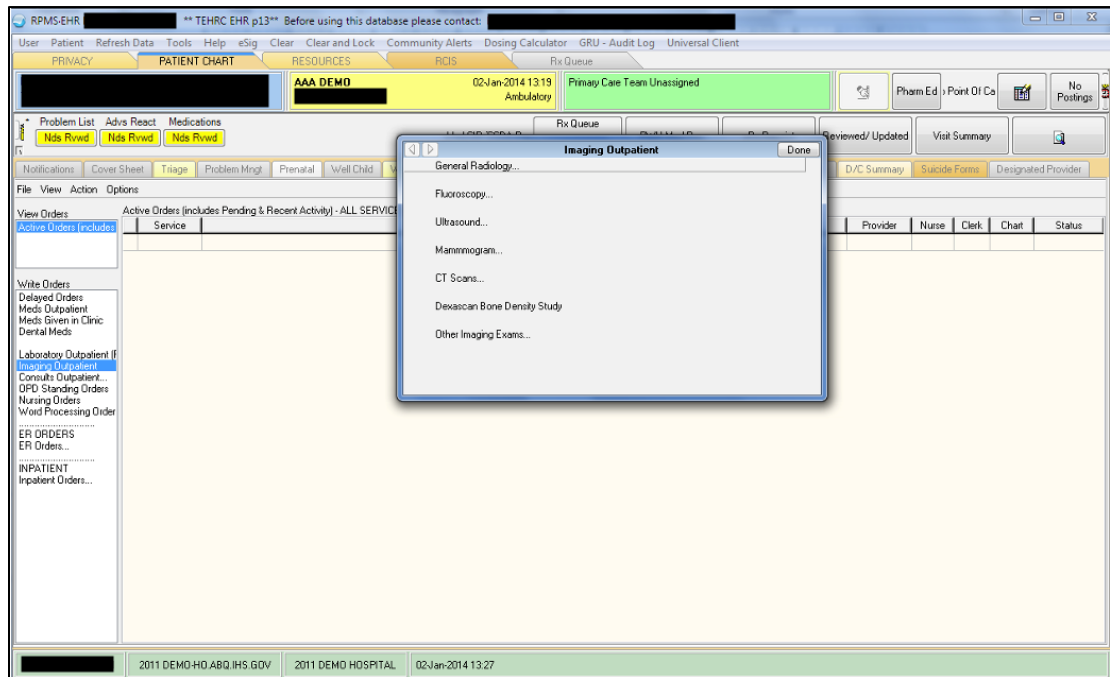 RPMS-EHR ** TEHRC EHR p13** Before using this database please contact:
User Patient Refresh Data Tools Help eSig Clear Clear and Lock Community Alerts Dosing Calculator GRU - Audit Log Universal Client
PRIVACY PATIENT CHART RESOURCES RCIS Rx Queue
AAA DEMO 02-Jan-2014 13:19 Primary Care Team Unassigned
Ambulatory
Pharm Ed Point Of Ca No Postings
Problem List Advs React Medications Rx Queue
Nds Rvwd Nds Rvwd Nds Rvwd
Reviewed/ Updated Visit Summary
Imaging Outpatient Done
Notifications Cover Sheet Triage Problem Mngt Prenatal Well Child D/C Summary Suicide Forms Designated Provider
File View Action Options
View Orders
Active Orders (includes
Active Orders (includes Pending & Recent Activity) - ALL SERVIC
Service Provider Nurse Clerk Chart Status
General Radiology...
Fluoroscopy...
Ultrasound...
Mammmogram...
CT Scans...
Dexascan Bone Density Study
Other Imaging Exams...
Write Orders
Delayed Orders
Meds Outpatient
Meds Given in Clinic
Dental Meds
Laboratory Outpatient (F
Imaging Outpatient
Consults Outpatient...
OPD Standing Orders
Nursing Orders
Word Processing Order
ER ORDERS
ER Orders...
INPATIENT
Inpatient Orders...
2011 DEMO-HO.ABQ.IHS.GOV 2011 DEMO HOSPITAL 02-Jan-2014 13:27